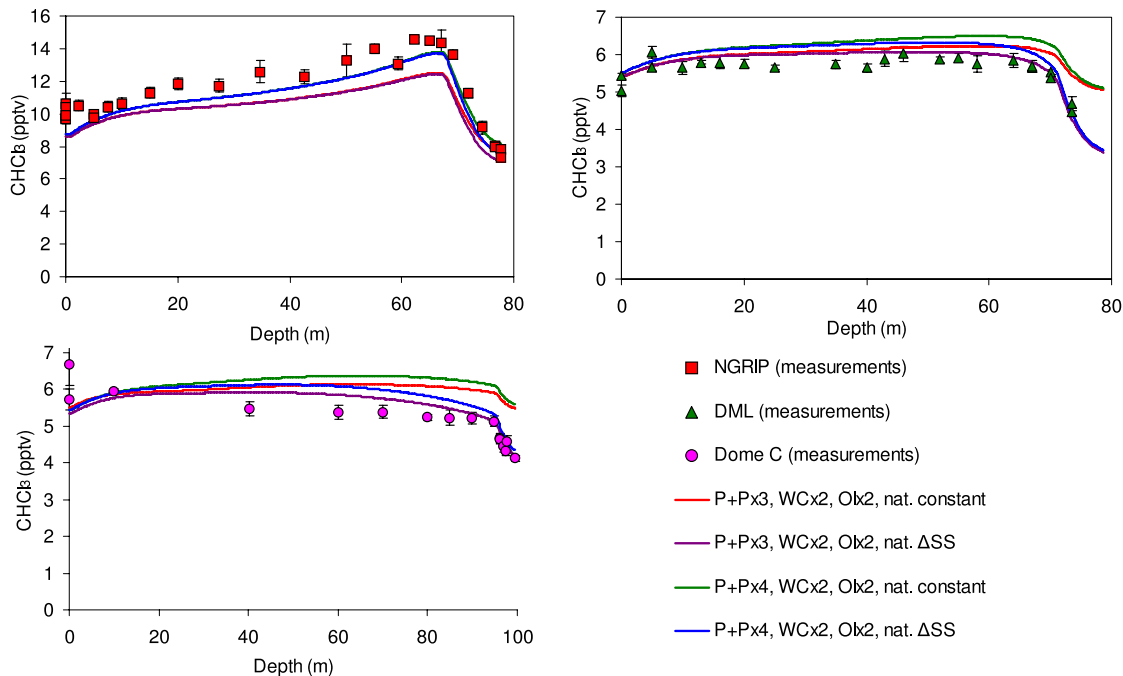 16
14
12
10
8
6
4
2
0
CHCl3 (pptv)
0 20 40 60 80
Depth (m)
7
6
5
4
3
2
1
0
CHCl3 (pptv)
0 20 40 60 80
Depth (m)
7
6
5
4
3
2
1
0
CHCl3 (pptv)
0 20 40 60 80 100
Depth (m)
NGRIP (measurements)
DML (measurements)
Dome C (measurements)
P+Px3, WCx2, OIx2, nat. constant
P+Px3, WCx2, OIx2, nat. ΔSS
P+Px4, WCx2, OIx2, nat. constant
P+Px4, WCx2, OIx2, nat. ΔSS